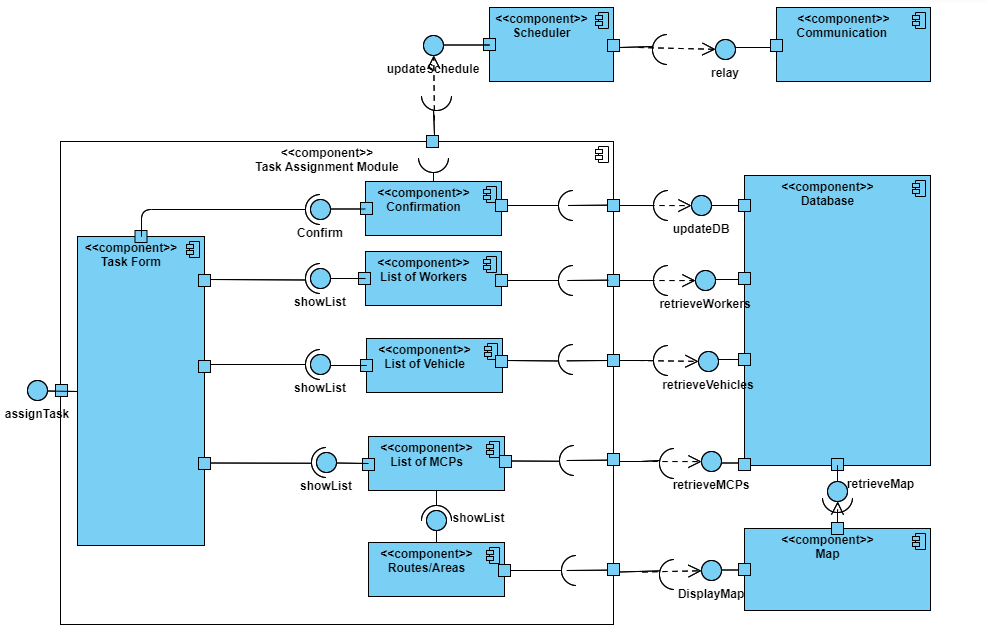 <<component>>
Scheduler
<<component>>
Communication
updateSchedule
relay
<<component>>
Task Assignment Module
<<component>>
Confirmation
<<component>>
Database
Confirm
updateDB
<<component>>
Task Form
<<component>>
List of Workers
showList
retrieveWorkers
<<component>>
List of Vehicle
showList
retrieveVehicles
assignTask
<<component>>
List of MCPs
showList
retrieveMCPs
retrieveMap
showList
<<component>>
Routes/Areas
<<component>>
Map
DisplayMap